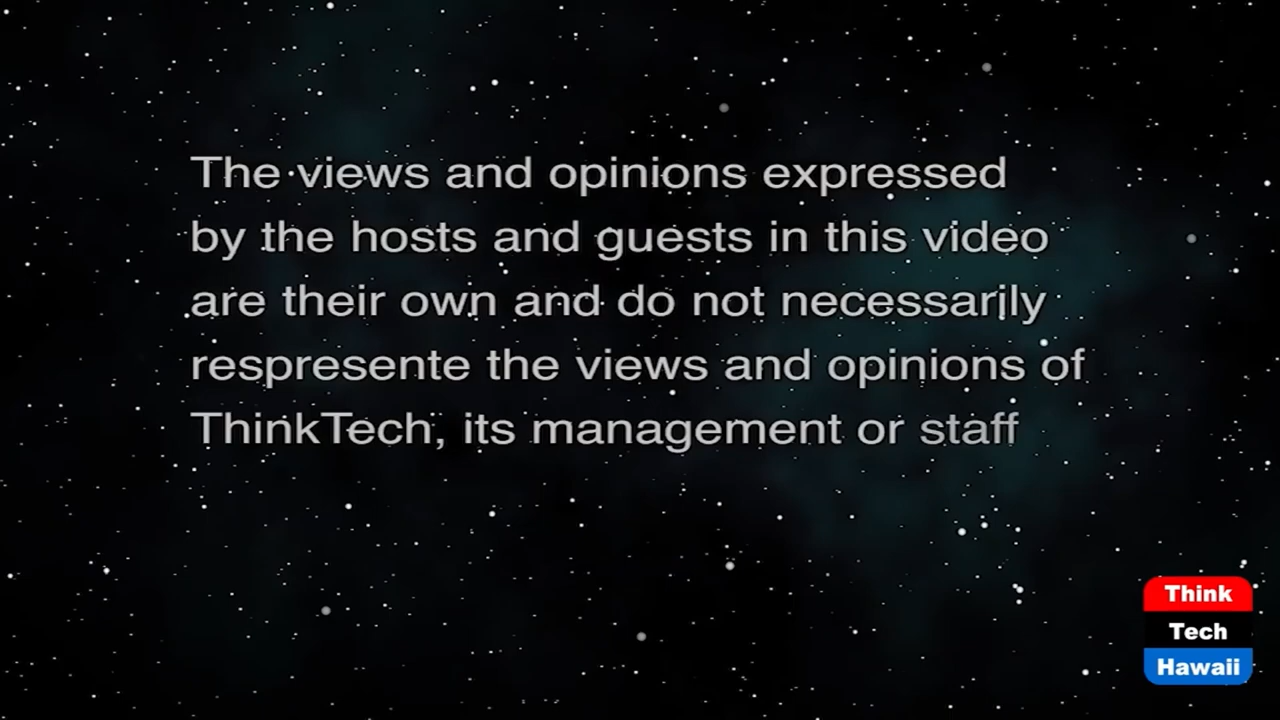 The views and opinions expressed
by the hosts and guests in this video
are their own and do not necessarily
respresente the views and opinions of
ThinkTech, its management or staff
Think
Tech
Hawaii